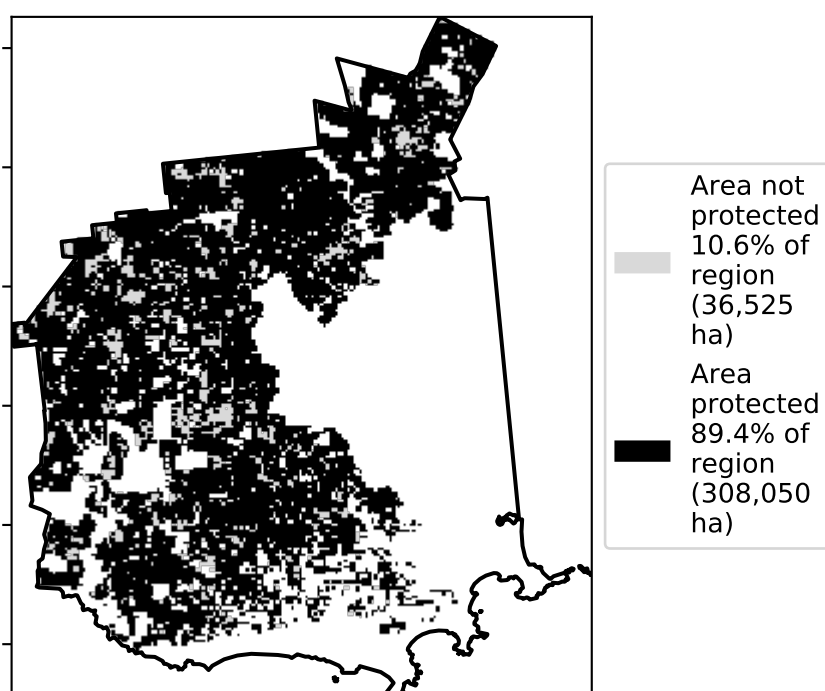 Area not
protected
10.6% of
region
(36,525
ha)
Area
protected
89.4% of
region
(308,050
ha)